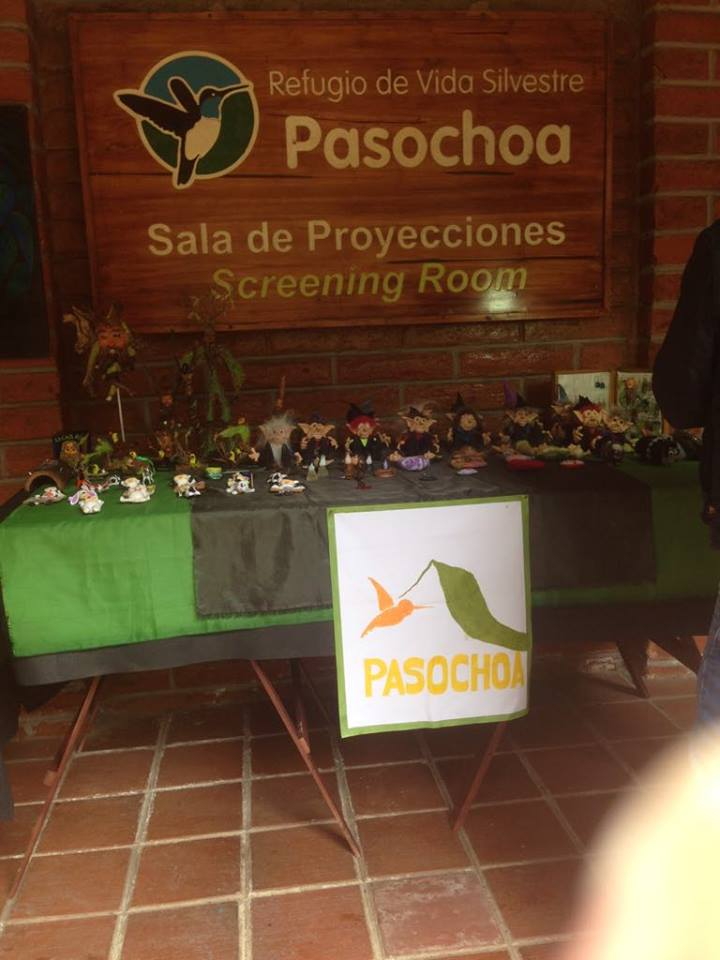 Refugio de Vida Silvestre
Pasochoa
Sala de Proyecciones
Screening Room
PASOCHOA